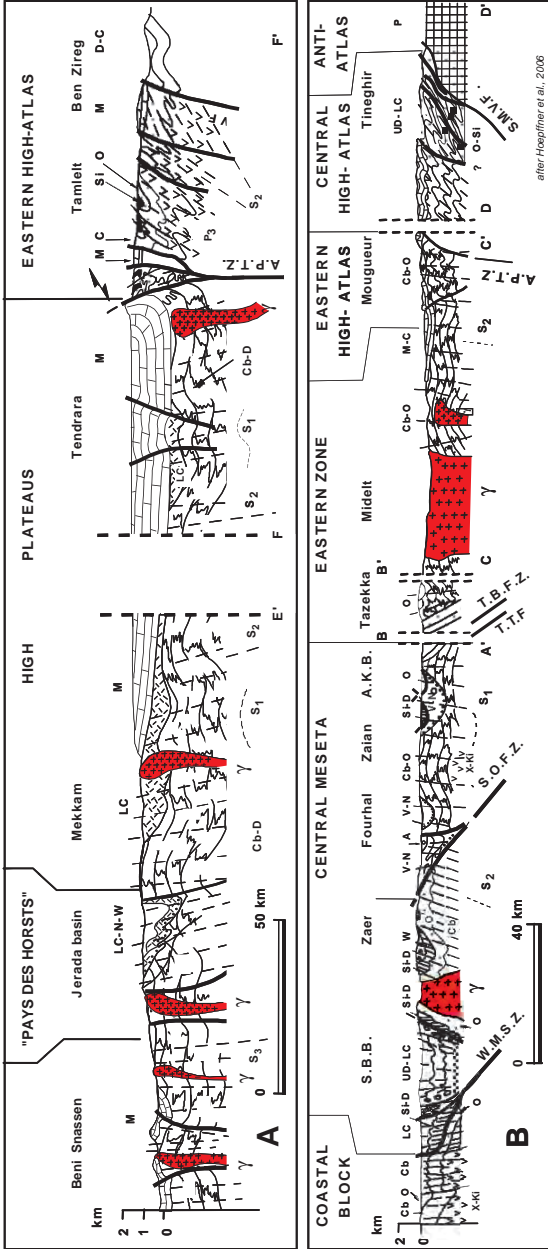 "PAYS DES HORSTS"
HIGH
PLATEAUS
EASTERN HIGH-ATLAS
Beni Snassen
Jerada basin
Mekkam
Tendrara
Tamlelt
Ben Zireg
km
2
1
0
M
LC-N-W
LC
M
M
M
C
Si
O
M
D-C
F'
γ
γ
S3
γ
Cb-D
γ
S1
S2
E'
F
S2
LC
S1
Cb-D
γ
A.P.T.Z.
P3
S2
V.F
A
0
50 km
COASTAL BLOCK
CENTRAL MESETA
EASTERN ZONE
EASTERN HIGH- ATLAS
CENTRAL HIGH- ATLAS
ANTI-ATLAS
S.B.B.
Zaer
Fourhal
Zaian
A.K.B.
Tazekka
Midelt
Mougueur
Tineghir
km
2
0
Cb
O
Cb
LC
SI-D
UD-LC
SI-D
SI-D
W
V-N
A
V-N
Cb-O
SI-D
O
B
O
B'
Cb-O
M-C
Cb-O
C'
D
UD-LC
P
D'
X-Ki
O
W.M.S.Z.
O
γ
Cb
O
S2
S.O.F.Z.
X-Ki
V-N
S1
A'
T.T.F
T.B.F.Z.
C
γ
S2
A.P.T.Z.
?
O-Si
S.M.V.F.
B
0
40 km
after Hoepffner et al., 2006